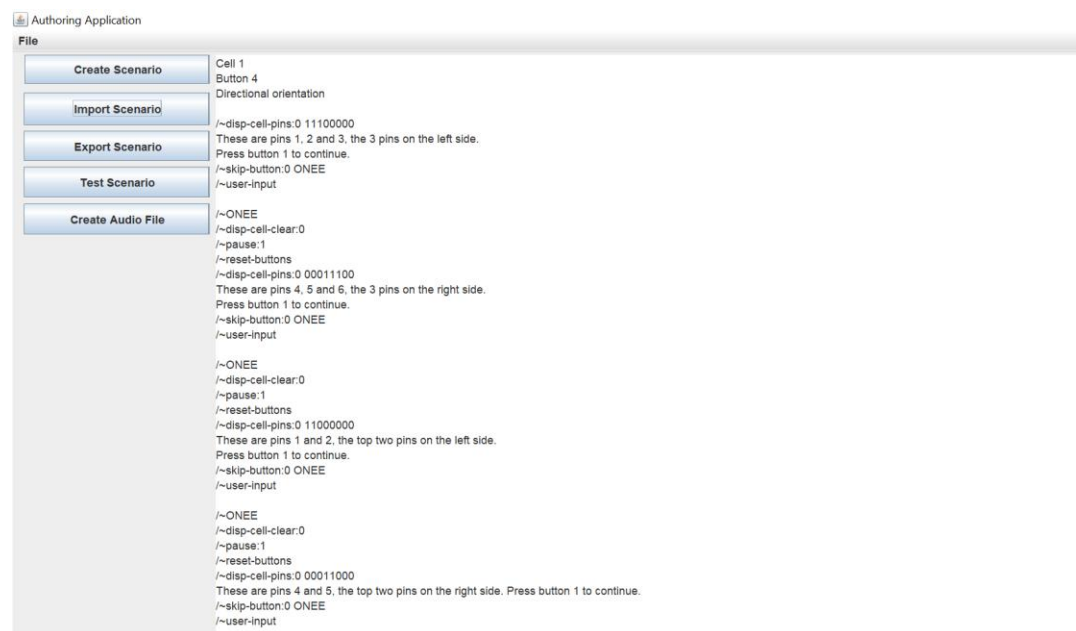 Authoring Application
File
Create Scenario
Import Scenario
Export Scenario
Test Scenario
Create Audio File
Cell 1
Button 4
Directional orientation
/~disp-cell-pins:0 11100000
These are pins 1, 2 and 3, the 3 pins on the left side.
Press button 1 to continue.
/~skip-button:0 ONEE
/~user-input
/~ONEE
/~disp-cell-clear:0
/~pause:1
/~reset-buttons
/~disp-cell-pins:0 00011100
These are pins 4, 5 and 6, the 3 pins on the right side.
Press button 1 to continue.
/~skip-button:0 ONEE
/~user-input
/~ONEE
/~disp-cell-clear:0
/~pause:1
/~reset-buttons
/~disp-cell-pins:0 11000000
These are pins 1 and 2, the top two pins on the left side.
Press button 1 to continue.
/~skip-button:0 ONEE
/~user-input
/~ONEE
/~disp-cell-clear:0
/~pause:1
/~reset-buttons
/~disp-cell-pins:0 00011000
These are pins 4 and 5, the top two pins on the right side. Press button 1 to continue.
/~skip-button:0 ONEE
/~user-input